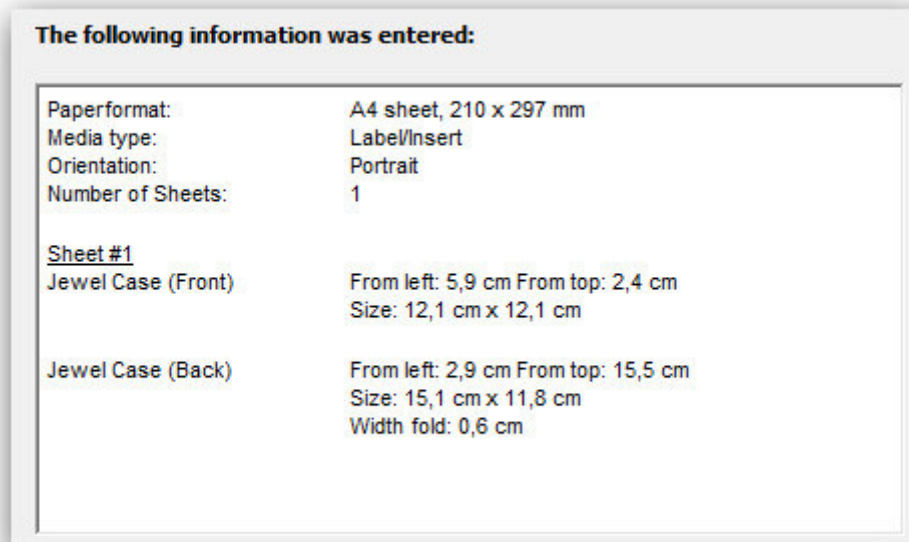 The following information was entered:
Paperformat: A4 sheet, 210 x 297 mm
Media type: Label/Insert
Orientation: Portrait
Number of Sheets: 1
Sheet #1
Jewel Case (Front) From left: 5,9 cm From top: 2,4 cm
Size: 12,1 cm x 12,1 cm
Jewel Case (Back) From left: 2,9 cm From top: 15,5 cm
Size: 15,1 cm x 11,8 cm
Width fold: 0,6 cm